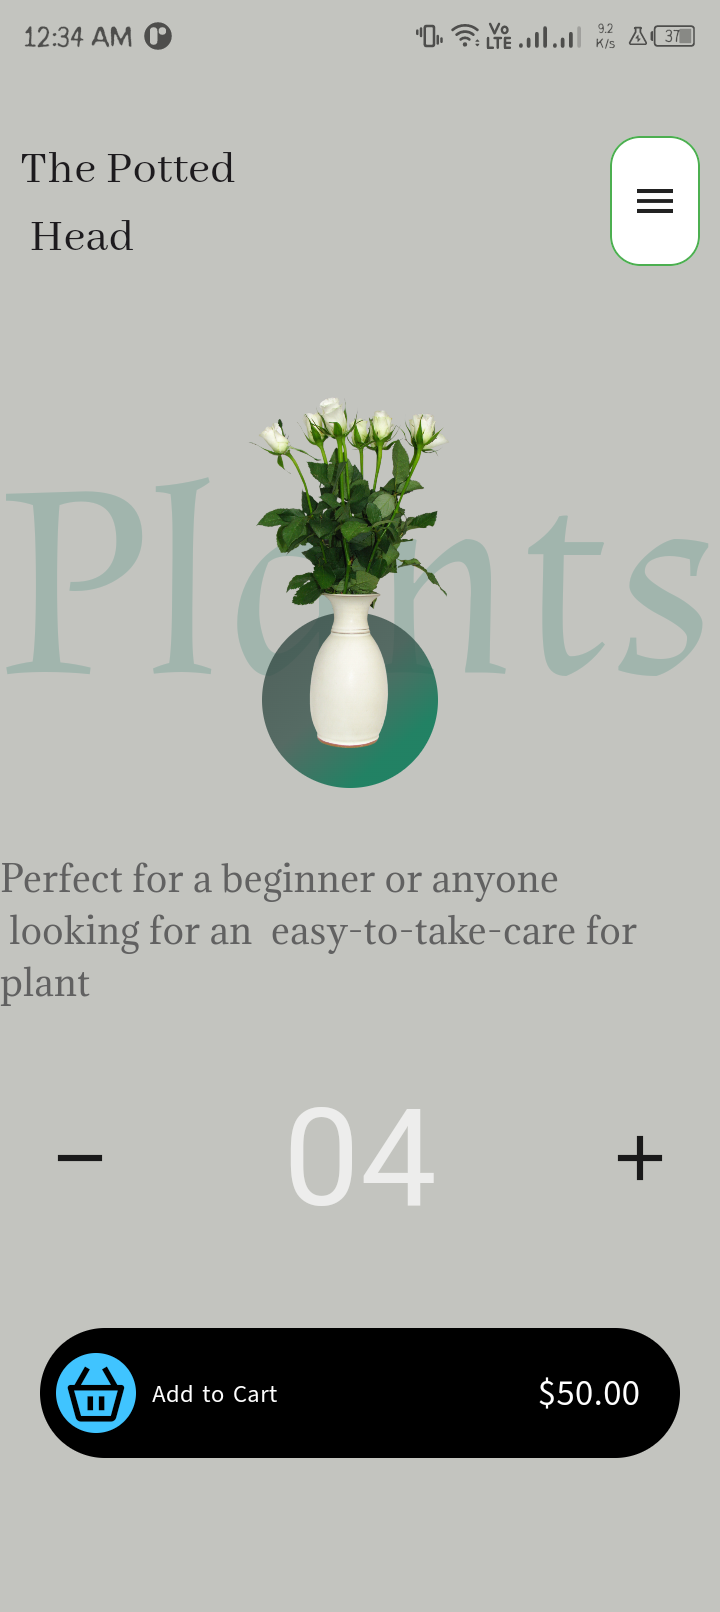 12:34 AM
Vo LTE
9.2 K/s
37
The Potted
Head
Plants
Perfect for a beginner or anyone
looking for an easy-to-take-care for
plant
04
Add to Cart
$50.00